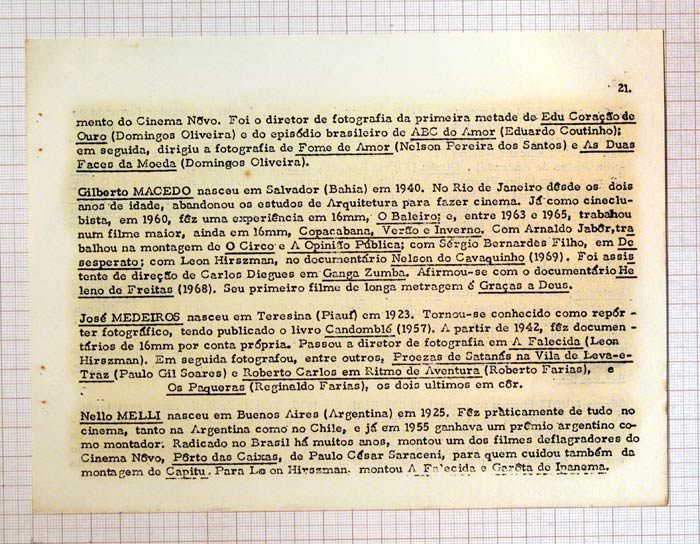 21.
mento do Cinema Nôvo. Foi o diretor de fotografia da primeira metade de Edu Coração de
Ouro (Domingos Oliveira) e do episódio brasileiro de ABC do Amor (Eduardo Coutinho);
em seguida, dirigiu a fotografia de Fome de Amor (Nelson Pereira dos Santos) e As Duas
Faces da Moeda (Domingos Oliveira).
Gilberto MACEDO nasceu em Salvador (Bahia) em 1940. No Rio de Janeiro dêsde os dois
anos de idade, abandonou os estudos de Arquitetura para fazer cinema. Já como cineclu-
bista, em 1960, fêz uma experiência em 16mm, O Baleiro; e, entre 1963 e 1965, trabalhou
num filme maior, ainda em 16mm, Copacabana, Verão e Inverno. Com Arnaldo Jabôr, tra
balhou na montagem de O Circo e A Opinião Pública; com Sérgio Bernardes Filho, em De
sesperato; com Leon Hirszman, no documentário Nelson do Cavaquinho (1969). Foi assis
tente de direção de Carlos Diegues em Ganga Zumba. Afirmou-se com o documentário He
leno de Freitas (1968). Seu primeiro filme de longa metragem é Graças a Deus.
José MEDEIROS nasceu em Teresina (Piauí) em 1923. Tornou-se conhecido como repór -
ter fotográfico, tendo publicado o livro Candomblé (1957). A partir de 1942, fêz documen -
tários de 16mm por conta própria. Passou a diretor de fotografia em A Falecida (Leon
Hirszman). Em seguida fotografou, entre outros, Proezas de Satanás na Vila de Leva-e-
Traz (Paulo Gil Soares) e Roberto Carlos em Ritmo de Aventura (Roberto Farias), e
Os Paqueras (Reginaldo Farias), os dois ultimos em côr.
Nello MELLI nasceu em Buenos Aires (Argentina) em 1925. Fêz pràticamente de tudo no
cinema, tanto na Argentina como no Chile, e já em 1955 ganhava um prêmio argentino co-
mo montador. Radicado no Brasil há muitos anos, montou um dos filmes deflagradores do
Cinema Nôvo, Pôrto das Caixas, de Paulo César Saraceni, para quem cuidou também da
montagem de Capitu. Para Leon Hirszman, montou A Falecida e Garôta de Ipanema.